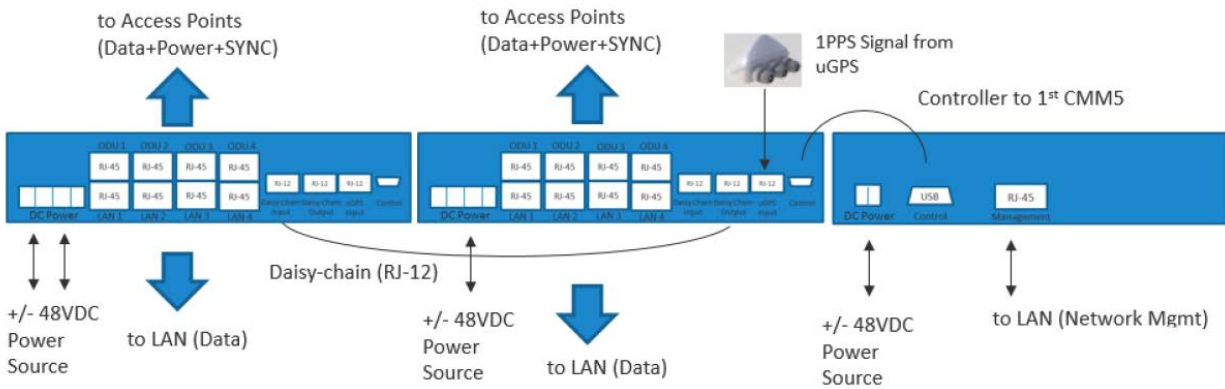 to Access Points
(Data+Power+SYNC)
to Access Points
(Data+Power+SYNC)
1PPS Signal from
uGPS
Controller to 1st CMM5
ODU 1 ODU 2 ODU 3 ODU 4
RJ-45 RJ-45 RJ-45 RJ-45
RJ-45 RJ-45 RJ-45 RJ-45
LAN 1 LAN 2 LAN 3 LAN 4
DC Power
RJ-12 RJ-12 RJ-12
Daisy Chain Input
Daisy Chain Output
uGPS Input
Control
ODU 1 ODU 2 ODU 3 ODU 4
RJ-45 RJ-45 RJ-45 RJ-45
RJ-45 RJ-45 RJ-45 RJ-45
LAN 1 LAN 2 LAN 3 LAN 4
DC Power
RJ-12 RJ-12 RJ-12
Daisy Chain Input
Daisy Chain Output
uGPS Input
Control
DC Power
USB
Control
RJ-45
Management
Daisy-chain (RJ-12)
+/- 48VDC
Power
Source
to LAN (Data)
+/- 48VDC
Power
Source
to LAN (Data)
+/- 48VDC
Power
Source
to LAN (Network Mgmt)